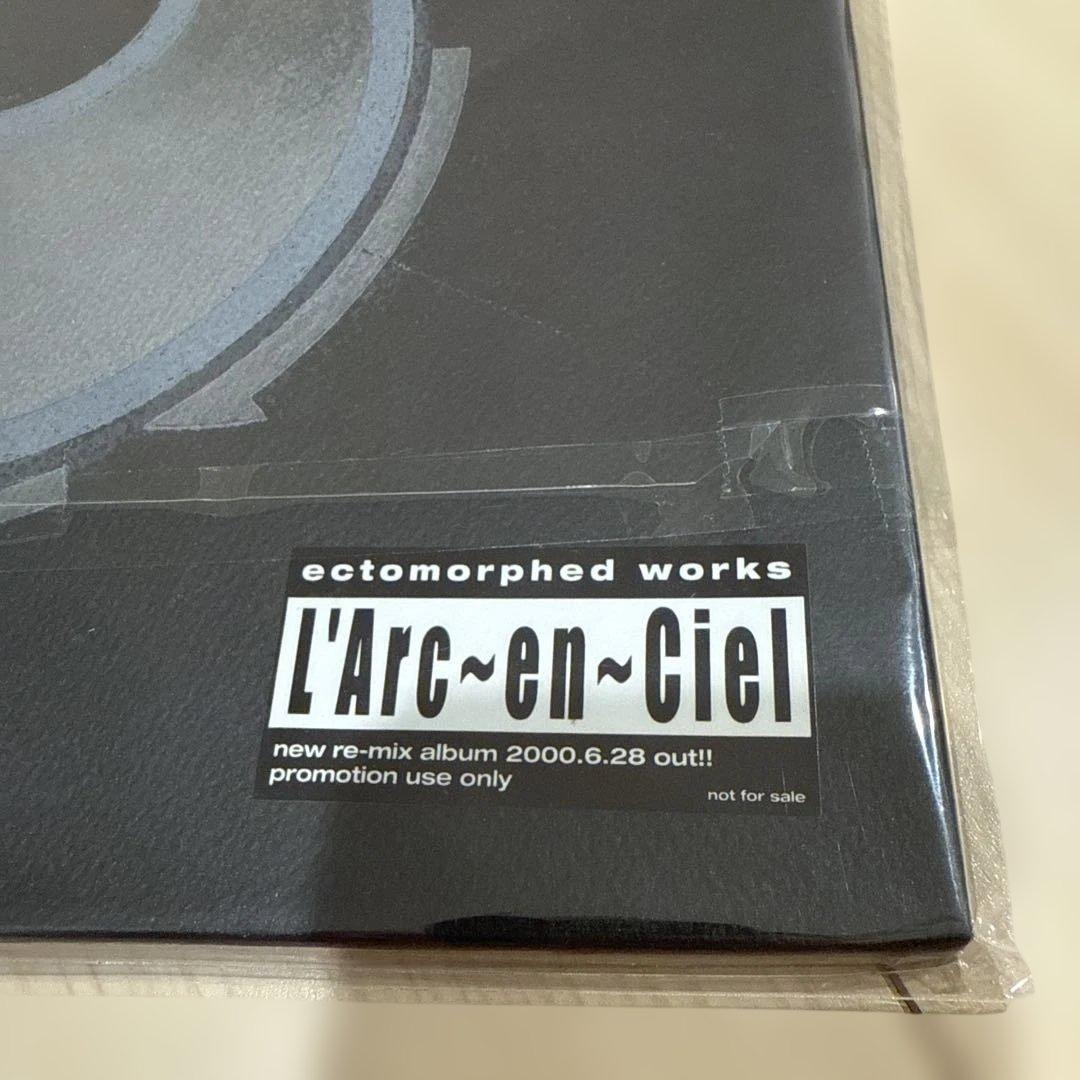 ectomorphed works
L'Arc~en~Ciel
new re-mix album 2000.6.28 out!!
promotion use only
not for sale